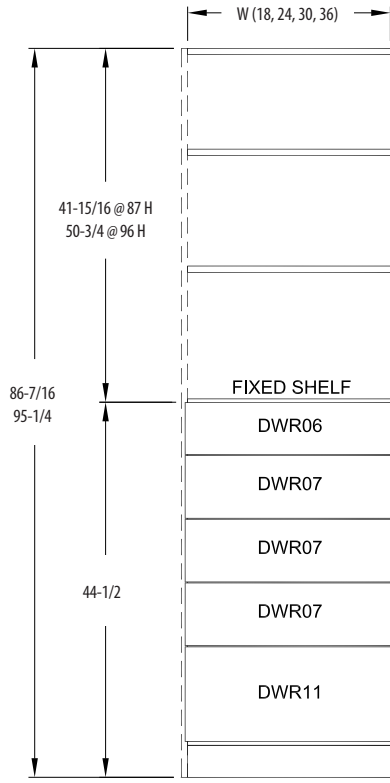 W (18, 24, 30, 36)
41-15/16 @ 87 H
50-3/4 @ 96 H
86-7/16
95-1/4
FIXED SHELF
DWR06
DWR07
DWR07
44-1/2
DWR07
DWR11